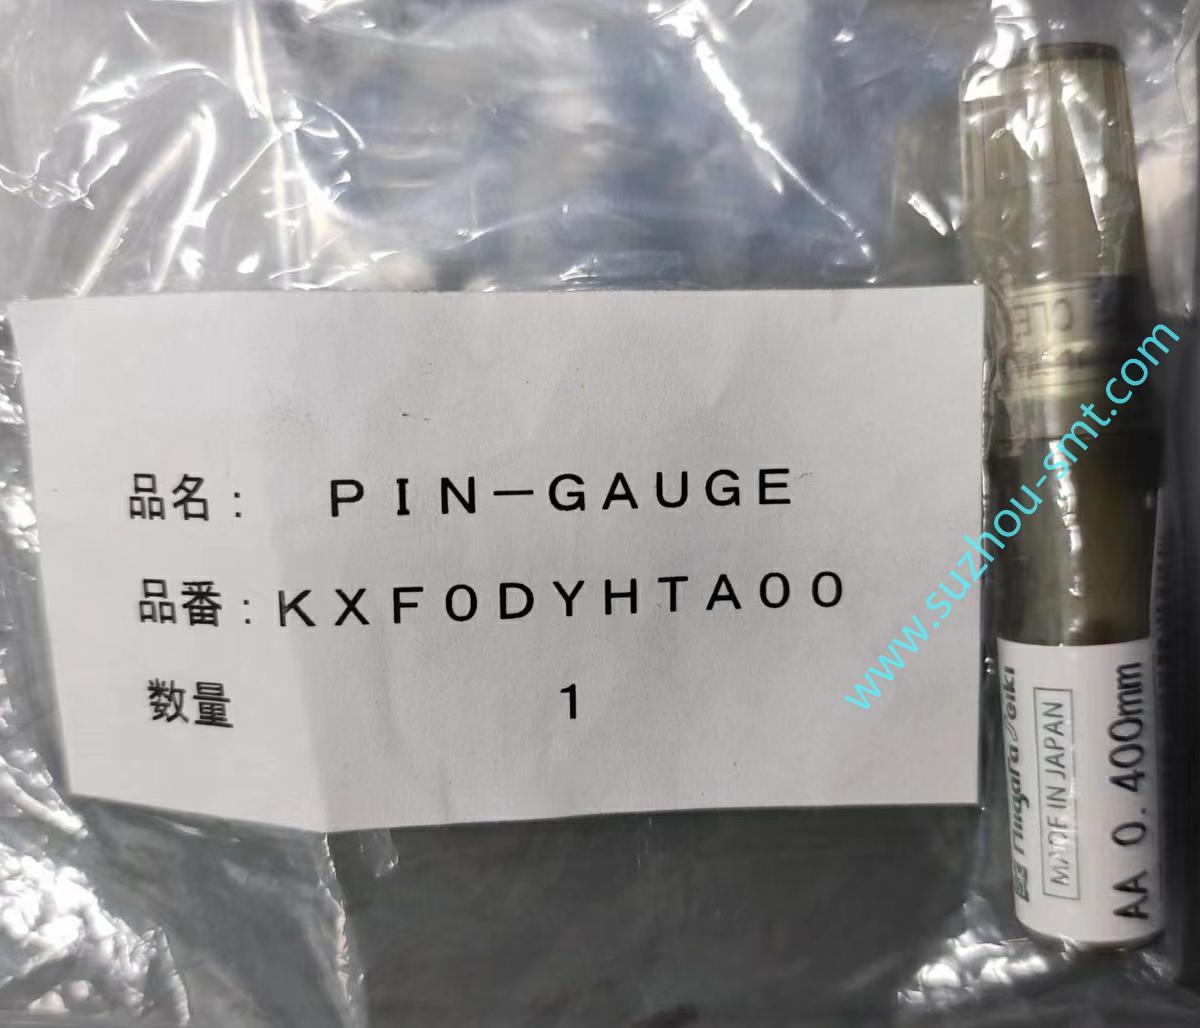 品名： PIN－GAUGE
品番：KXF0DYHTA00
数量 1
www.suzhou-smt.com
Niigata Seiki
MADE IN JAPAN
AA 0.400mm